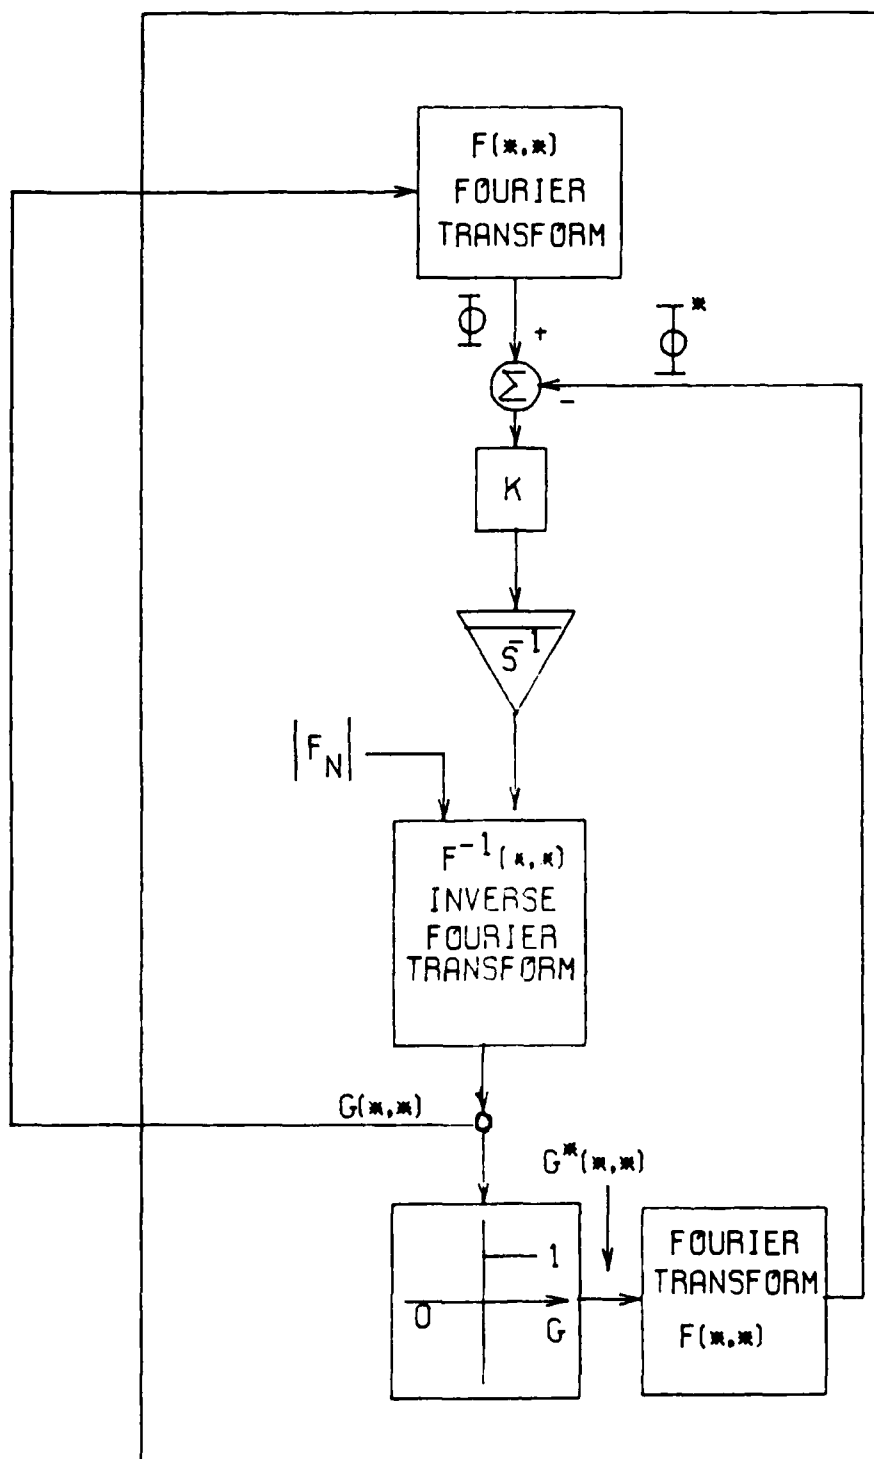 F(*,*)
FOURIER
TRANSFORM
Φ
+
Φ*
Σ
-
K
S⁻¹
|F_N|
F⁻¹(*,*)
INVERSE
FOURIER
TRANSFORM
G(*,*)
G*(*,*)
1
0
G
FOURIER
TRANSFORM
F(*,*)